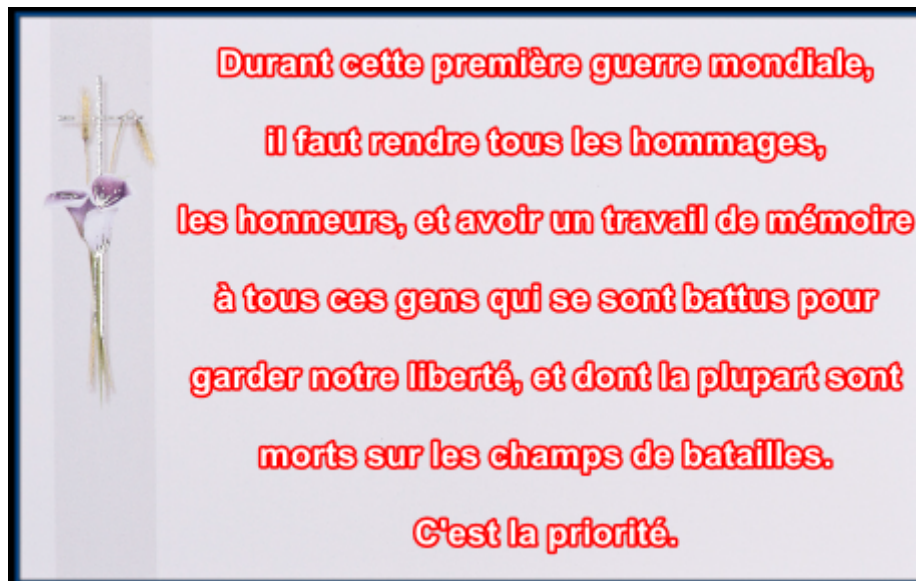 Durant cette première guerre mondiale,
il faut rendre tous les hommages,
les honneurs, et avoir un travail de mémoire
à tous ces gens qui se sont battus pour
garder notre liberté, et dont la plupart sont
morts sur les champs de batailles.
C'est la priorité.